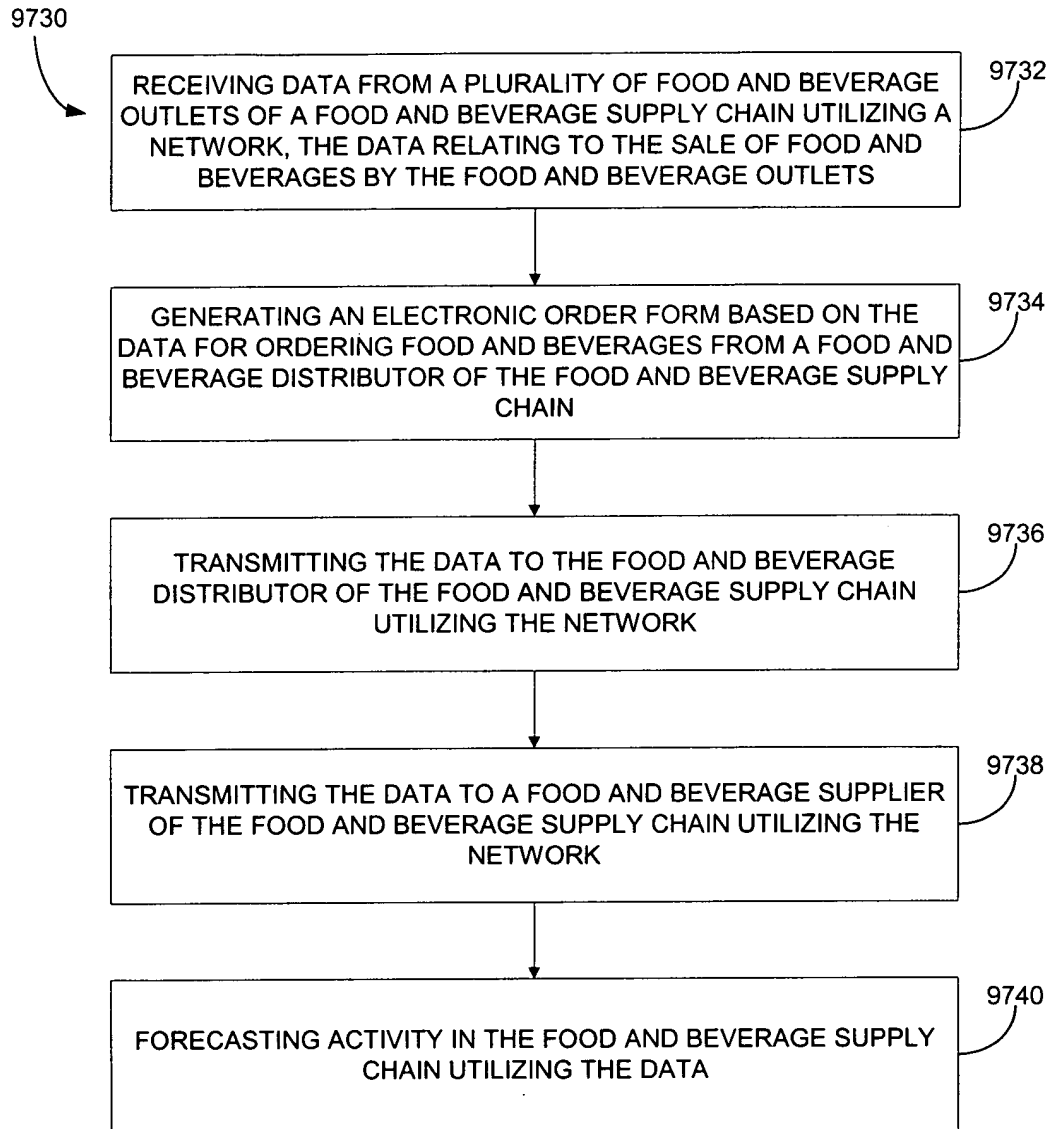 9730
9732
RECEIVING DATA FROM A PLURALITY OF FOOD AND BEVERAGE
OUTLETS OF A FOOD AND BEVERAGE SUPPLY CHAIN UTILIZING A
NETWORK, THE DATA RELATING TO THE SALE OF FOOD AND
BEVERAGES BY THE FOOD AND BEVERAGE OUTLETS
9734
GENERATING AN ELECTRONIC ORDER FORM BASED ON THE
DATA FOR ORDERING FOOD AND BEVERAGES FROM A FOOD AND
BEVERAGE DISTRIBUTOR OF THE FOOD AND BEVERAGE SUPPLY
CHAIN
9736
TRANSMITTING THE DATA TO THE FOOD AND BEVERAGE
DISTRIBUTOR OF THE FOOD AND BEVERAGE SUPPLY CHAIN
UTILIZING THE NETWORK
9738
TRANSMITTING THE DATA TO A FOOD AND BEVERAGE SUPPLIER
OF THE FOOD AND BEVERAGE SUPPLY CHAIN UTILIZING THE
NETWORK
9740
FORECASTING ACTIVITY IN THE FOOD AND BEVERAGE SUPPLY
CHAIN UTILIZING THE DATA